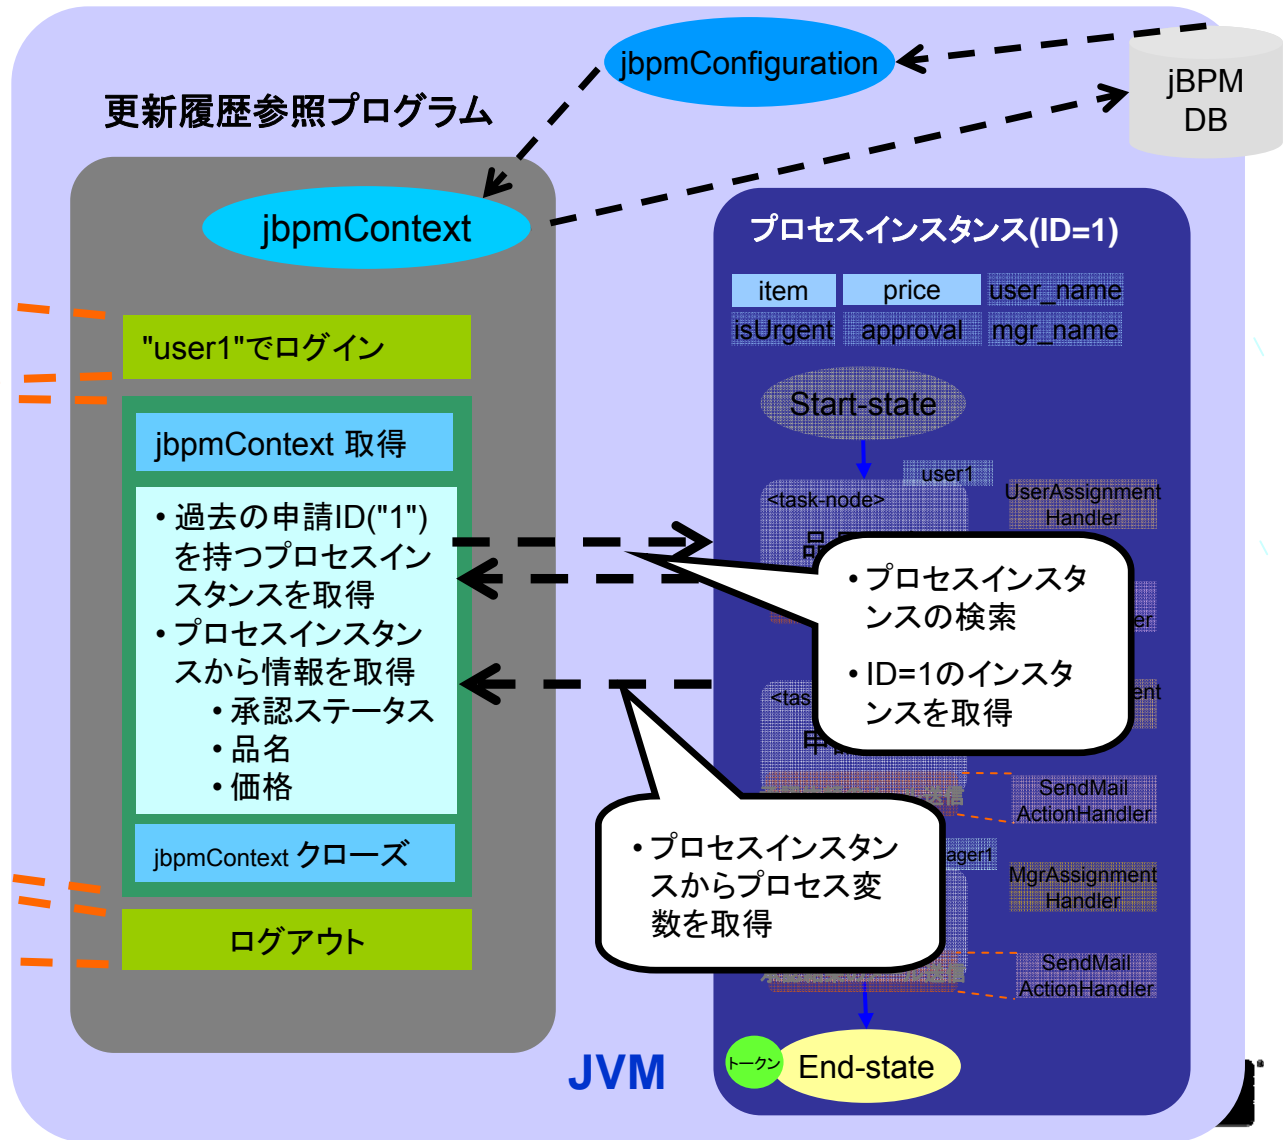 jbpmConfiguration
jBPM
DB
更新履歴参照プログラム
jbpmContext
"user1"でログイン
jbpmContext 取得
• 過去の申請ID("1")
を持つプロセスイン
スタンスを取得
• プロセスインスタン
スから情報を取得
• 承認ステータス
• 品名
• 価格
jbpmContext クローズ
ログアウト
プロセスインスタンス(ID=1)
item
price
user_name
isUrgent
approval
mgr_name
Start-state
user1
<task-node>
UserAssignment
Handler
• プロセスインスタ
ンスの検索
• ID=1のインスタ
ンスを取得
<tas
SendMail
ActionHandler
• プロセスインスタン
スからプロセス変
数を取得
ager1
MgrAssignment
Handler
SendMail
ActionHandler
トークン
End-state
JVM